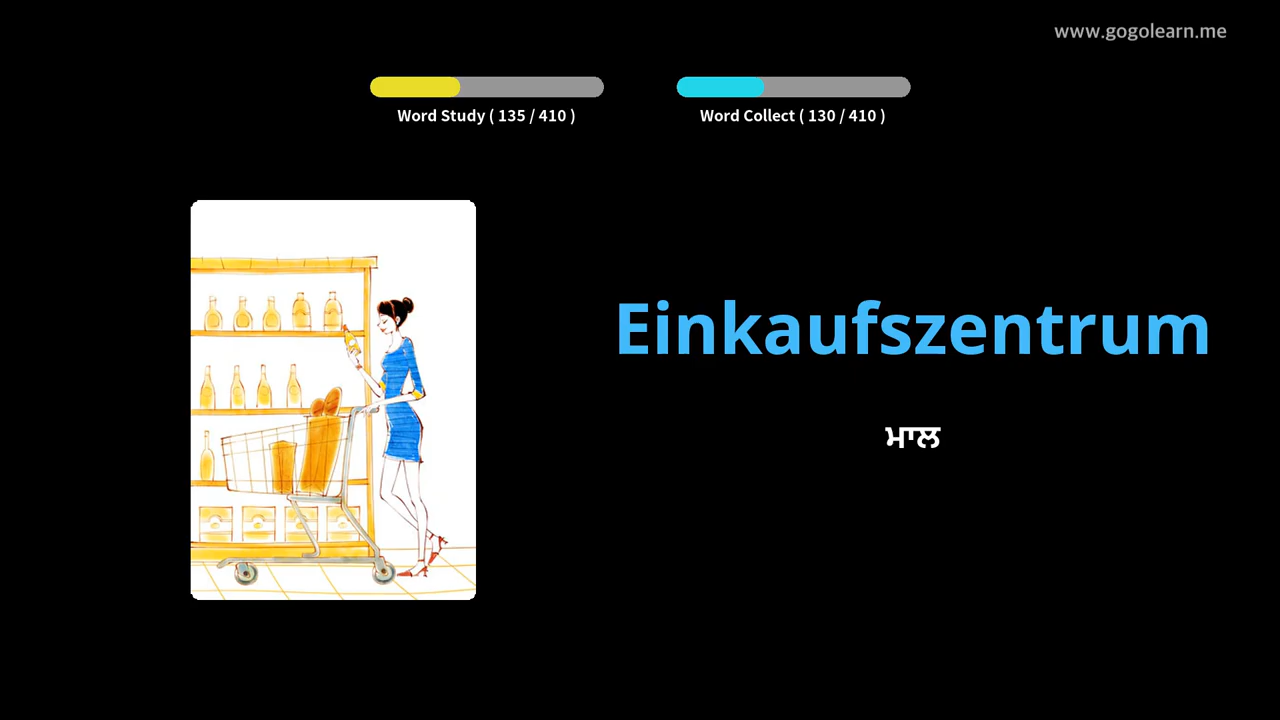 www.gogolearn.me
Word Study ( 135 / 410 )
Word Collect ( 130 / 410 )
Einkaufszentrum
ਮਾਲ